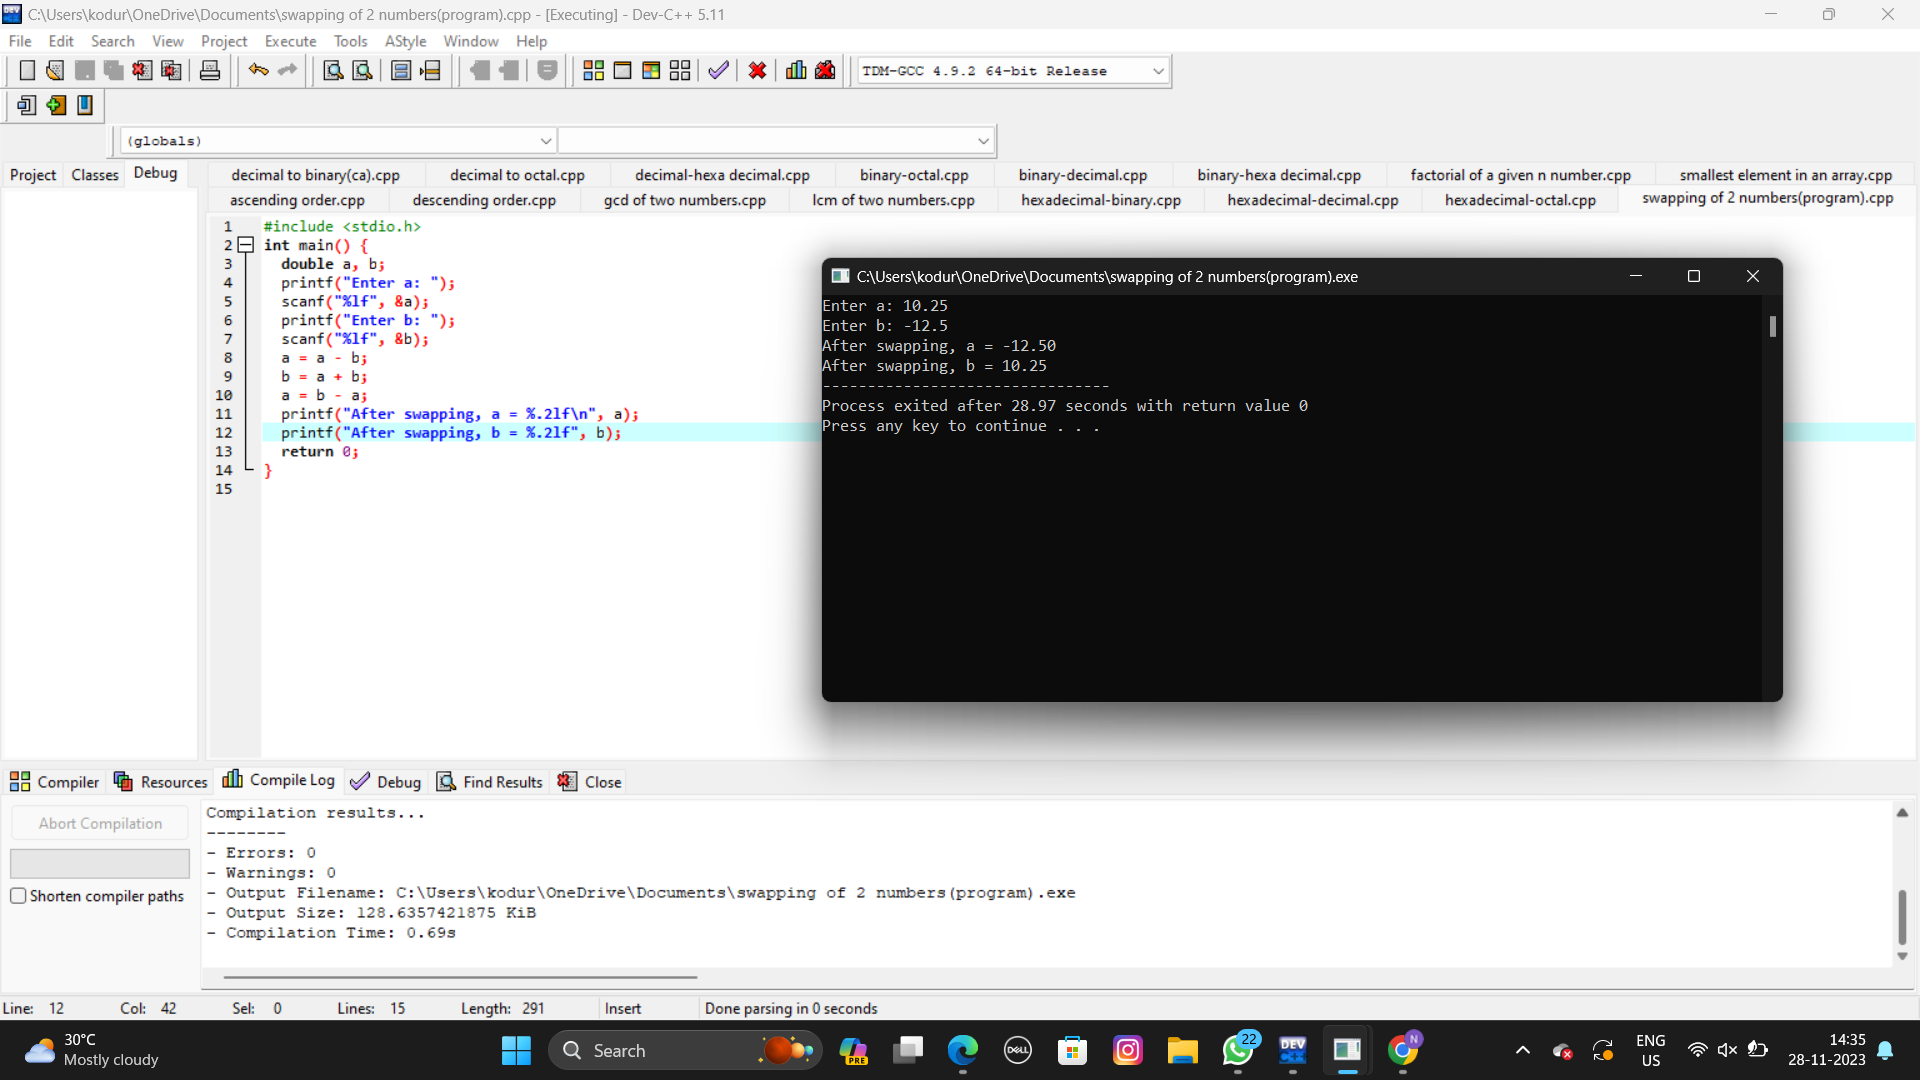 C:\Users\kodur\OneDrive\Documents\swapping of 2 numbers(program).cpp - [Executing] - Dev-C++ 5.11
File Edit Search View Project Execute Tools AStyle Window Help
TDM-GCC 4.9.2 64-bit Release
(globals)
Project Classes Debug
decimal to binary(ca).cpp decimal to octal.cpp decimal-hexa decimal.cpp binary-octal.cpp binary-decimal.cpp binary-hexa decimal.cpp factorial of a given n number.cpp smallest element in an array.cpp
ascending order.cpp descending order.cpp gcd of two numbers.cpp lcm of two numbers.cpp hexadecimal-binary.cpp hexadecimal-decimal.cpp hexadecimal-octal.cpp swapping of 2 numbers(program).cpp
1 #include <stdio.h>
2 int main() {
3 double a, b;
4 printf("Enter a: ");
5 scanf("%lf", &a);
6 printf("Enter b: ");
7 scanf("%lf", &b);
8 a = a - b;
9 b = a + b;
10 a = b - a;
11 printf("After swapping, a = %.2lf\n", a);
12 printf("After swapping, b = %.2lf", b);
13 return 0;
14 }
15
C:\Users\kodur\OneDrive\Documents\swapping of 2 numbers(program).exe
Enter a: 10.25
Enter b: -12.5
After swapping, a = -12.50
After swapping, b = 10.25
--------------------------------
Process exited after 28.97 seconds with return value 0
Press any key to continue . . .
Compiler Resources Compile Log Debug Find Results Close
Abort Compilation
Shorten compiler paths
Compilation results...
--------
- Errors: 0
- Warnings: 0
- Output Filename: C:\Users\kodur\OneDrive\Documents\swapping of 2 numbers(program).exe
- Output Size: 128.6357421875 KiB
- Compilation Time: 0.69s
Line: 12 Col: 42 Sel: 0 Lines: 15 Length: 291 Insert Done parsing in 0 seconds
30°C
Mostly cloudy
Search
PRE
DELL
22
DEV
C++
N
ENG
US
14:35
28-11-2023